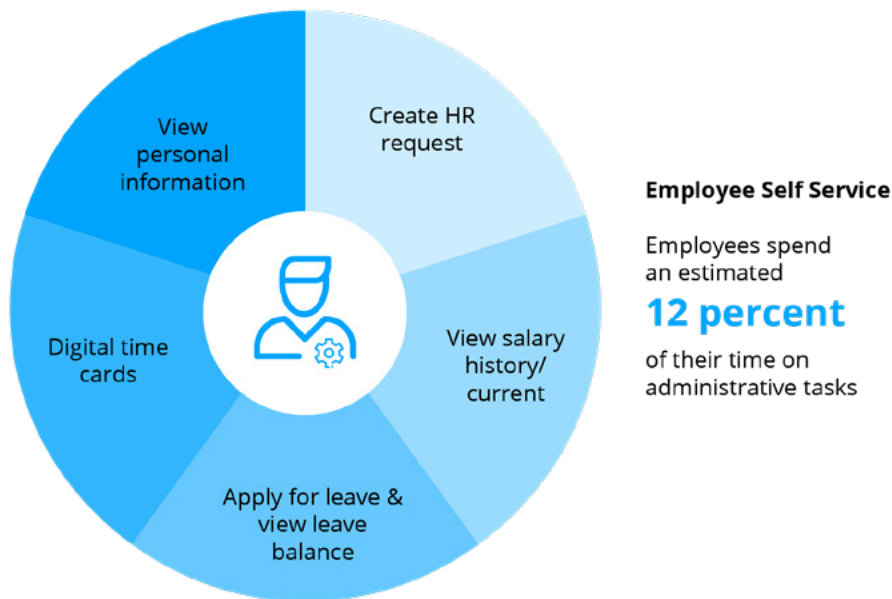 Create HR
request
View salary
history/
current
Apply for leave &
view leave
balance
Digital time
cards
View
personal
information
Employee Self Service
Employees spend
an estimated
12 percent
of their time on
administrative tasks